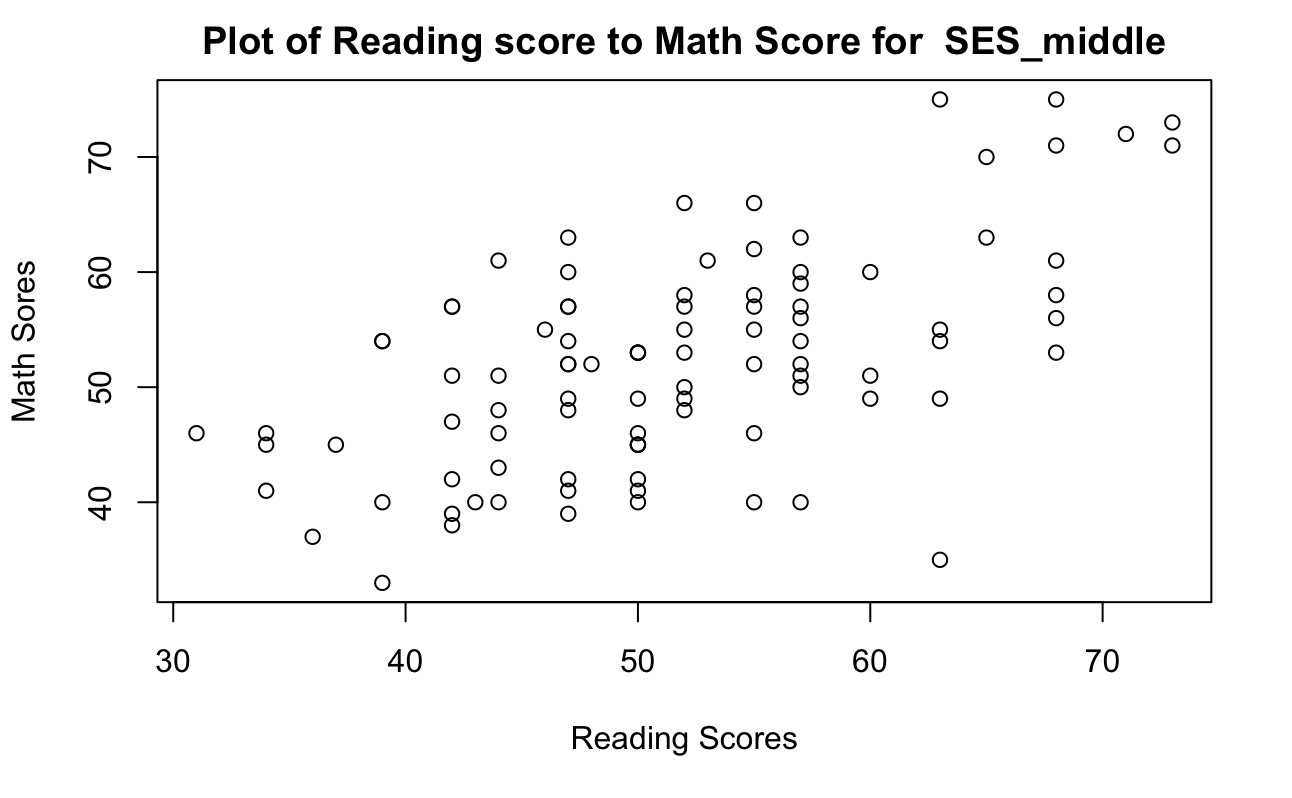 Plot of Reading score to Math Score for  SES_middle
Math Sores
70
60
50
40
30 40 50 60 70
Reading Scores